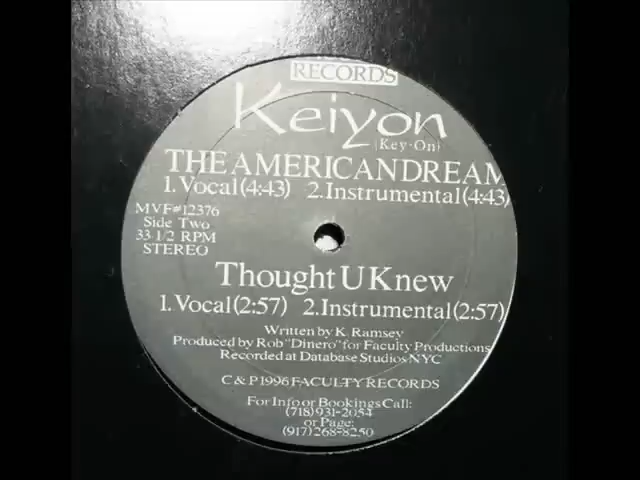 RECORDS
Keiyon
(Key-On)
THE AMERICAN DREAM
1.Vocal(4:43) 2.Instrumental(4:43)
MVF#12376
Side Two
33 1/2 RPM
STEREO
Thought U Knew
1.Vocal(2:57) 2.Instrumental(2:57)
Written by K. Ramsey
Produced by Rob "Dinero" for Faculty Productions
Recorded at Database Studios NYC
C & P 1996 FACULTY RECORDS
For Info or Bookings Call:
(718)931-2054
or Page:
(917)268-8250